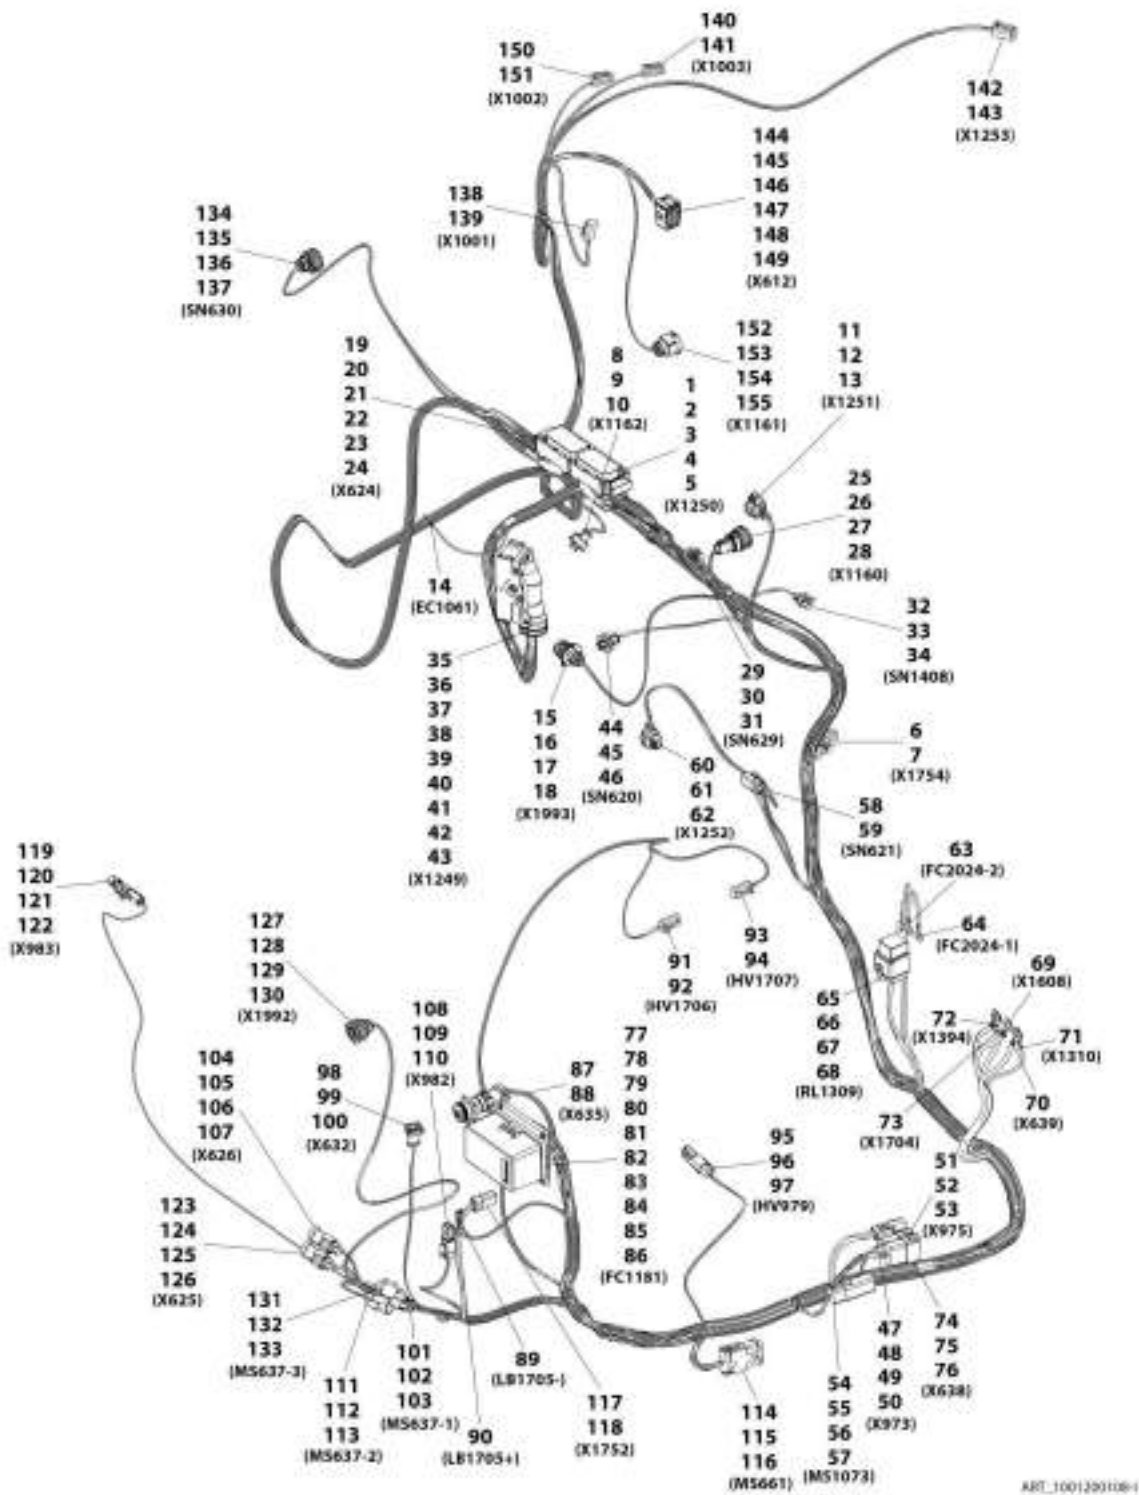 140
141
(X1003)
150
151
(X1002)
142
143
(X1253)
144
145
146
147
148
149
(X612)
138
139
(X1001)
134
135
136
137
(SN630)
152
153
154
155
(X1161)
11
12
13
(X1251)
19
20
21
22
23
24
(X624)
8
9
10
(X1162)
1
2
3
4
5
(X1250)
25
26
27
28
(X1160)
14
(EC1061)
32
33
34
(SN1408)
35
36
37
38
39
40
41
42
43
(X1249)
15
16
17
18
(X1993)
44
45
46
(SN620)
29
30
31
(SN629)
6
7
(X1754)
60
61
62
(X1252)
58
59
(SN621)
63
(FC2024-2)
64
(FC2024-1)
119
120
121
122
(X983)
127
128
129
130
(X1992)
91
92
(HV1706)
93
94
(HV1707)
65
66
67
68
(RL1309)
69
(X1608)
72
(X1394)
71
(X1310)
70
(X639)
73
(X1704)
108
109
110
(X982)
104
105
106
107
(X626)
98
99
100
(X632)
87
88
(X635)
77
78
79
80
81
82
83
84
85
86
(FC1181)
95
96
97
(HV979)
51
52
53
(X975)
123
124
125
126
(X625)
131
132
133
(MS637-3)
111
112
113
(MS637-2)
101
102
103
(MS637-1)
89
(LB1705-)
90
(LB1705+)
117
118
(X1752)
114
115
116
(MS661)
54
55
56
57
(MS1073)
47
48
49
50
(X973)
74
75
76
(X638)
ART_1001200108-I